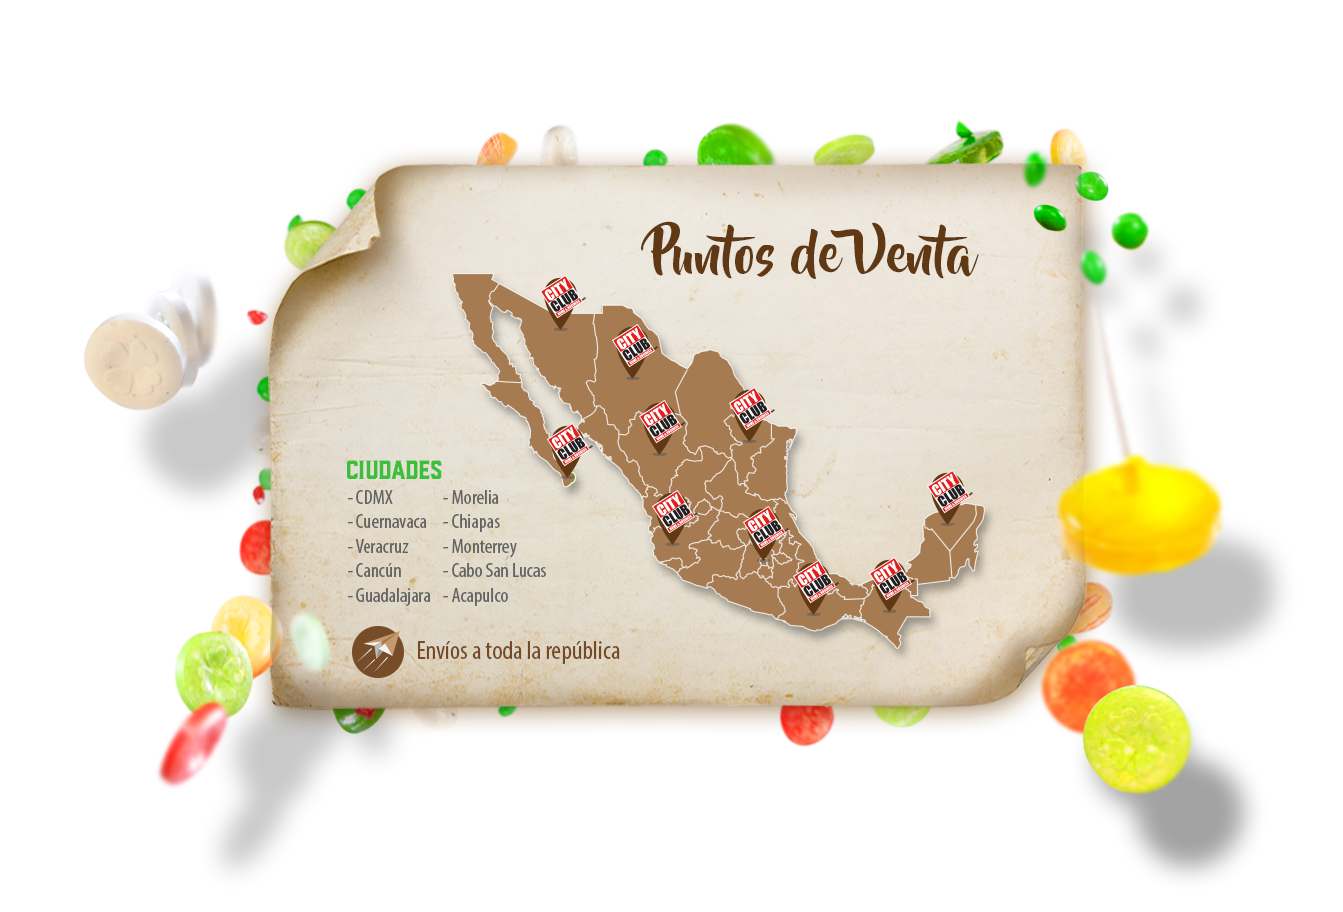 Puntos de Venta
CITY CLUB
CITY CLUB
CITY CLUB
CITY CLUB
CITY CLUB
CITY CLUB
CITY CLUB
CITY CLUB
CITY CLUB
CITY CLUB
CIUDADES
- CDMX
- Cuernavaca
- Veracruz
- Cancún
- Guadalajara
- Morelia
- Chiapas
- Monterrey
- Cabo San Lucas
- Acapulco
Envíos a toda la república